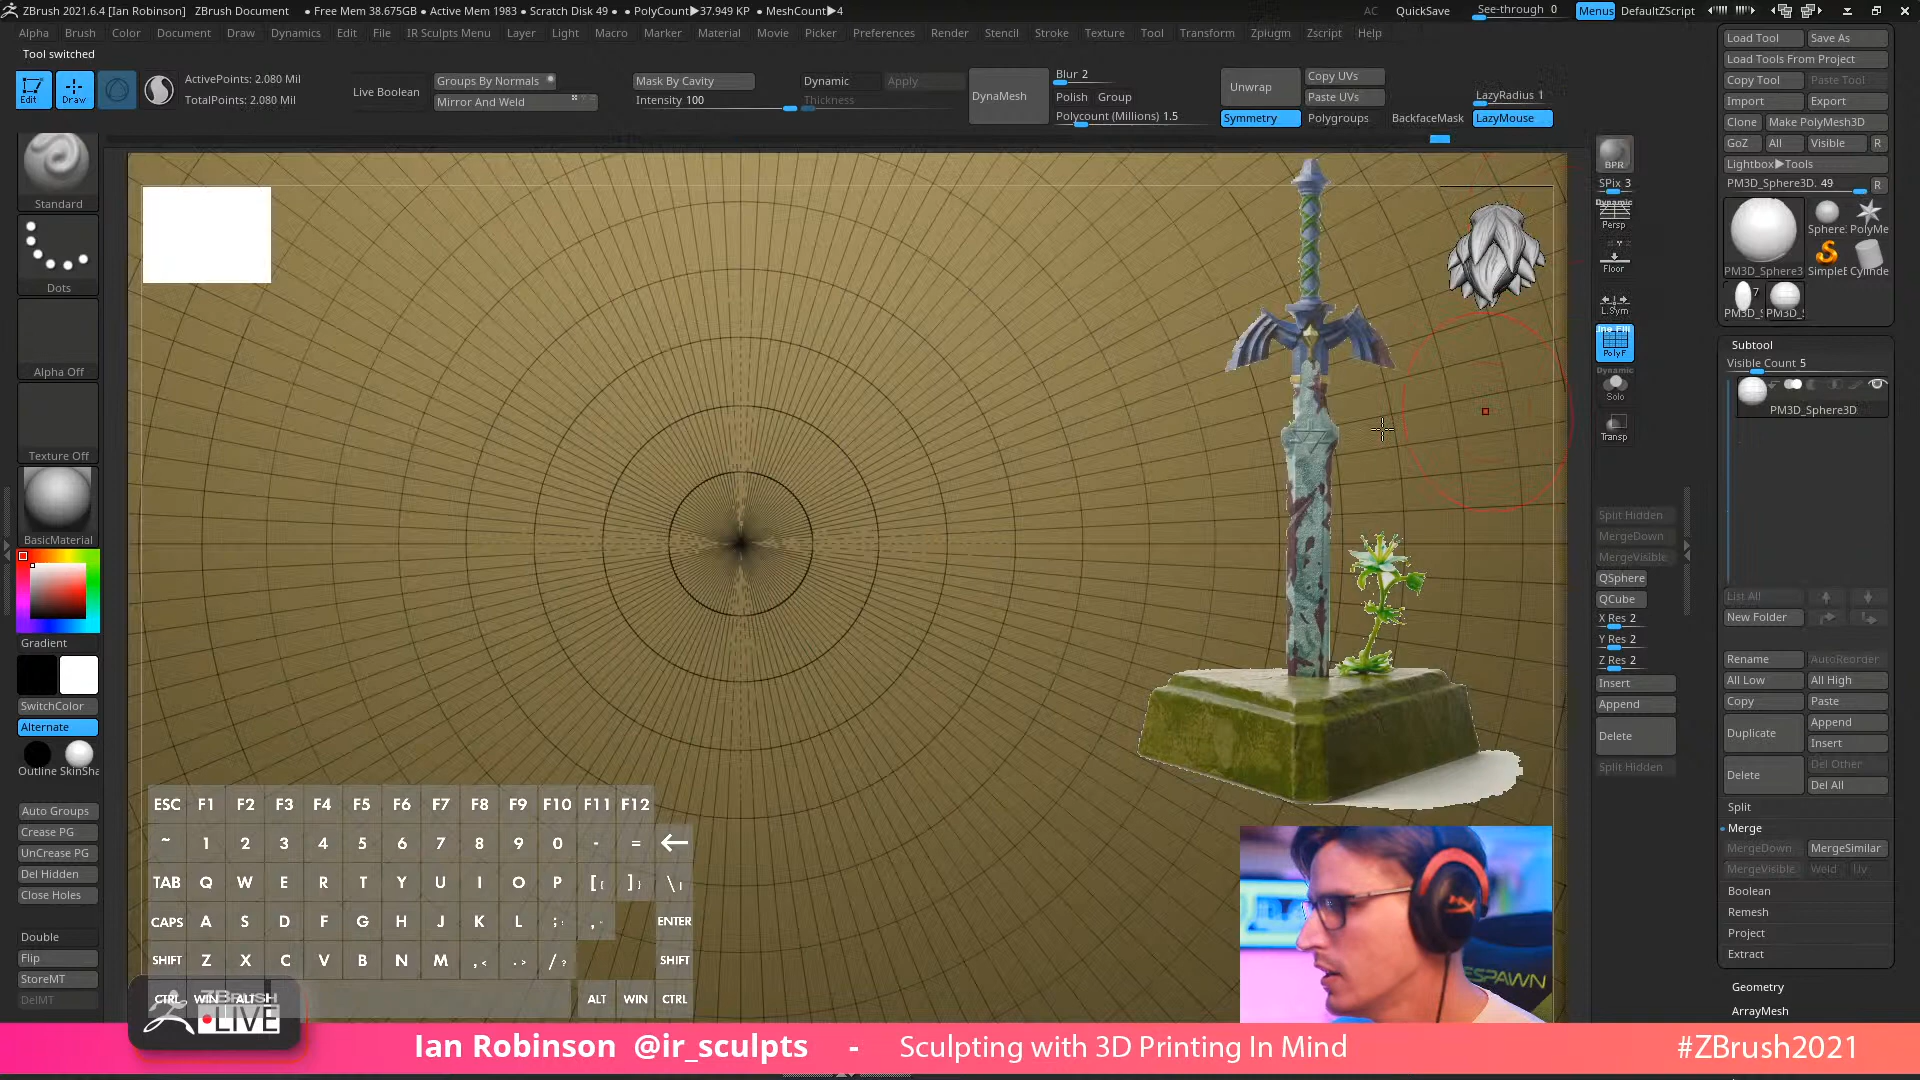 ZBrush 2021.6.4 [Ian Robinson]   ZBrush Document   • Free Mem 38.675GB • Active Mem 1983 • Scratch Disk 49 •  • PolyCount▶37.949 KP  • MeshCount▶4   AC   QuickSave   See-through 0   Menus   DefaultZScript
Alpha Brush Color Document Draw Dynamics Edit File IR Sculpts Menu Layer Light Macro Marker Material Movie Picker Preferences Render Stencil Stroke Texture Tool Transform Zplugin Zscript Help
Tool switched
Edit
Draw
ActivePoints: 2.080 Mil
TotalPoints: 2.080 Mil
Live Boolean
Groups By Normals
Mirror And Weld
Mask By Cavity
Intensity 100
Dynamic
Apply
Thickness
DynaMesh
Blur 2
Polish Group
Polycount (Millions) 1.5
Unwrap
Copy UVs
Paste UVs
Symmetry
Polygroups
BackfaceMask
LazyRadius 1
LazyMouse
Standard
Dots
Alpha Off
Texture Off
BasicMaterial
Gradient
SwitchColor
Alternate
Outline SkinSha
Auto Groups
Crease PG
UnCrease PG
Del Hidden
Close Holes
Double
Flip
StoreMT
DelMT
BPR
SPix 3
Dynamic
Persp
Floor
L.Sym
Line Fill
PolyF
Dynamic
Solo
Transp
Split Hidden
MergeDown
MergeVisible
QSphere
QCube
X Res 2
Y Res 2
Z Res 2
Insert
Append
Delete
Split Hidden
Load Tool Save As
Load Tools From Project
Copy Tool Paste Tool
Import Export
Clone Make PolyMesh3D
GoZ All Visible R
Lightbox▶Tools
PM3D_Sphere3D. 49 R
PM3D_Sphere3
Sphere. PolyMe
SimpleB Cylinde
7
PM3D_S PM3D_S
Subtool
Visible Count 5
PM3D_Sphere3D
List All
New Folder
Rename AutoReorder
All Low All High
Copy Paste
Duplicate Append
Insert
Delete Del Other
Del All
Split
Merge
MergeDown MergeSimilar
MergeVisible Weld Uv
Boolean
Remesh
Project
Extract
Geometry
ArrayMesh
ESC F1 F2 F3 F4 F5 F6 F7 F8 F9 F10 F11 F12
~ 1 2 3 4 5 6 7 8 9 0 - = ←
TAB Q W E R T Y U I O P [{ ]} \|
CAPS A S D F G H J K L ;: ,. ENTER
SHIFT Z X C V B N M ,< .> /? SHIFT
CTRL WIN ALT ALT WIN CTRL
ZBRUSH
LIVE
ESPAWN
Ian Robinson @ir_sculpts - Sculpting with 3D Printing In Mind #ZBrush2021